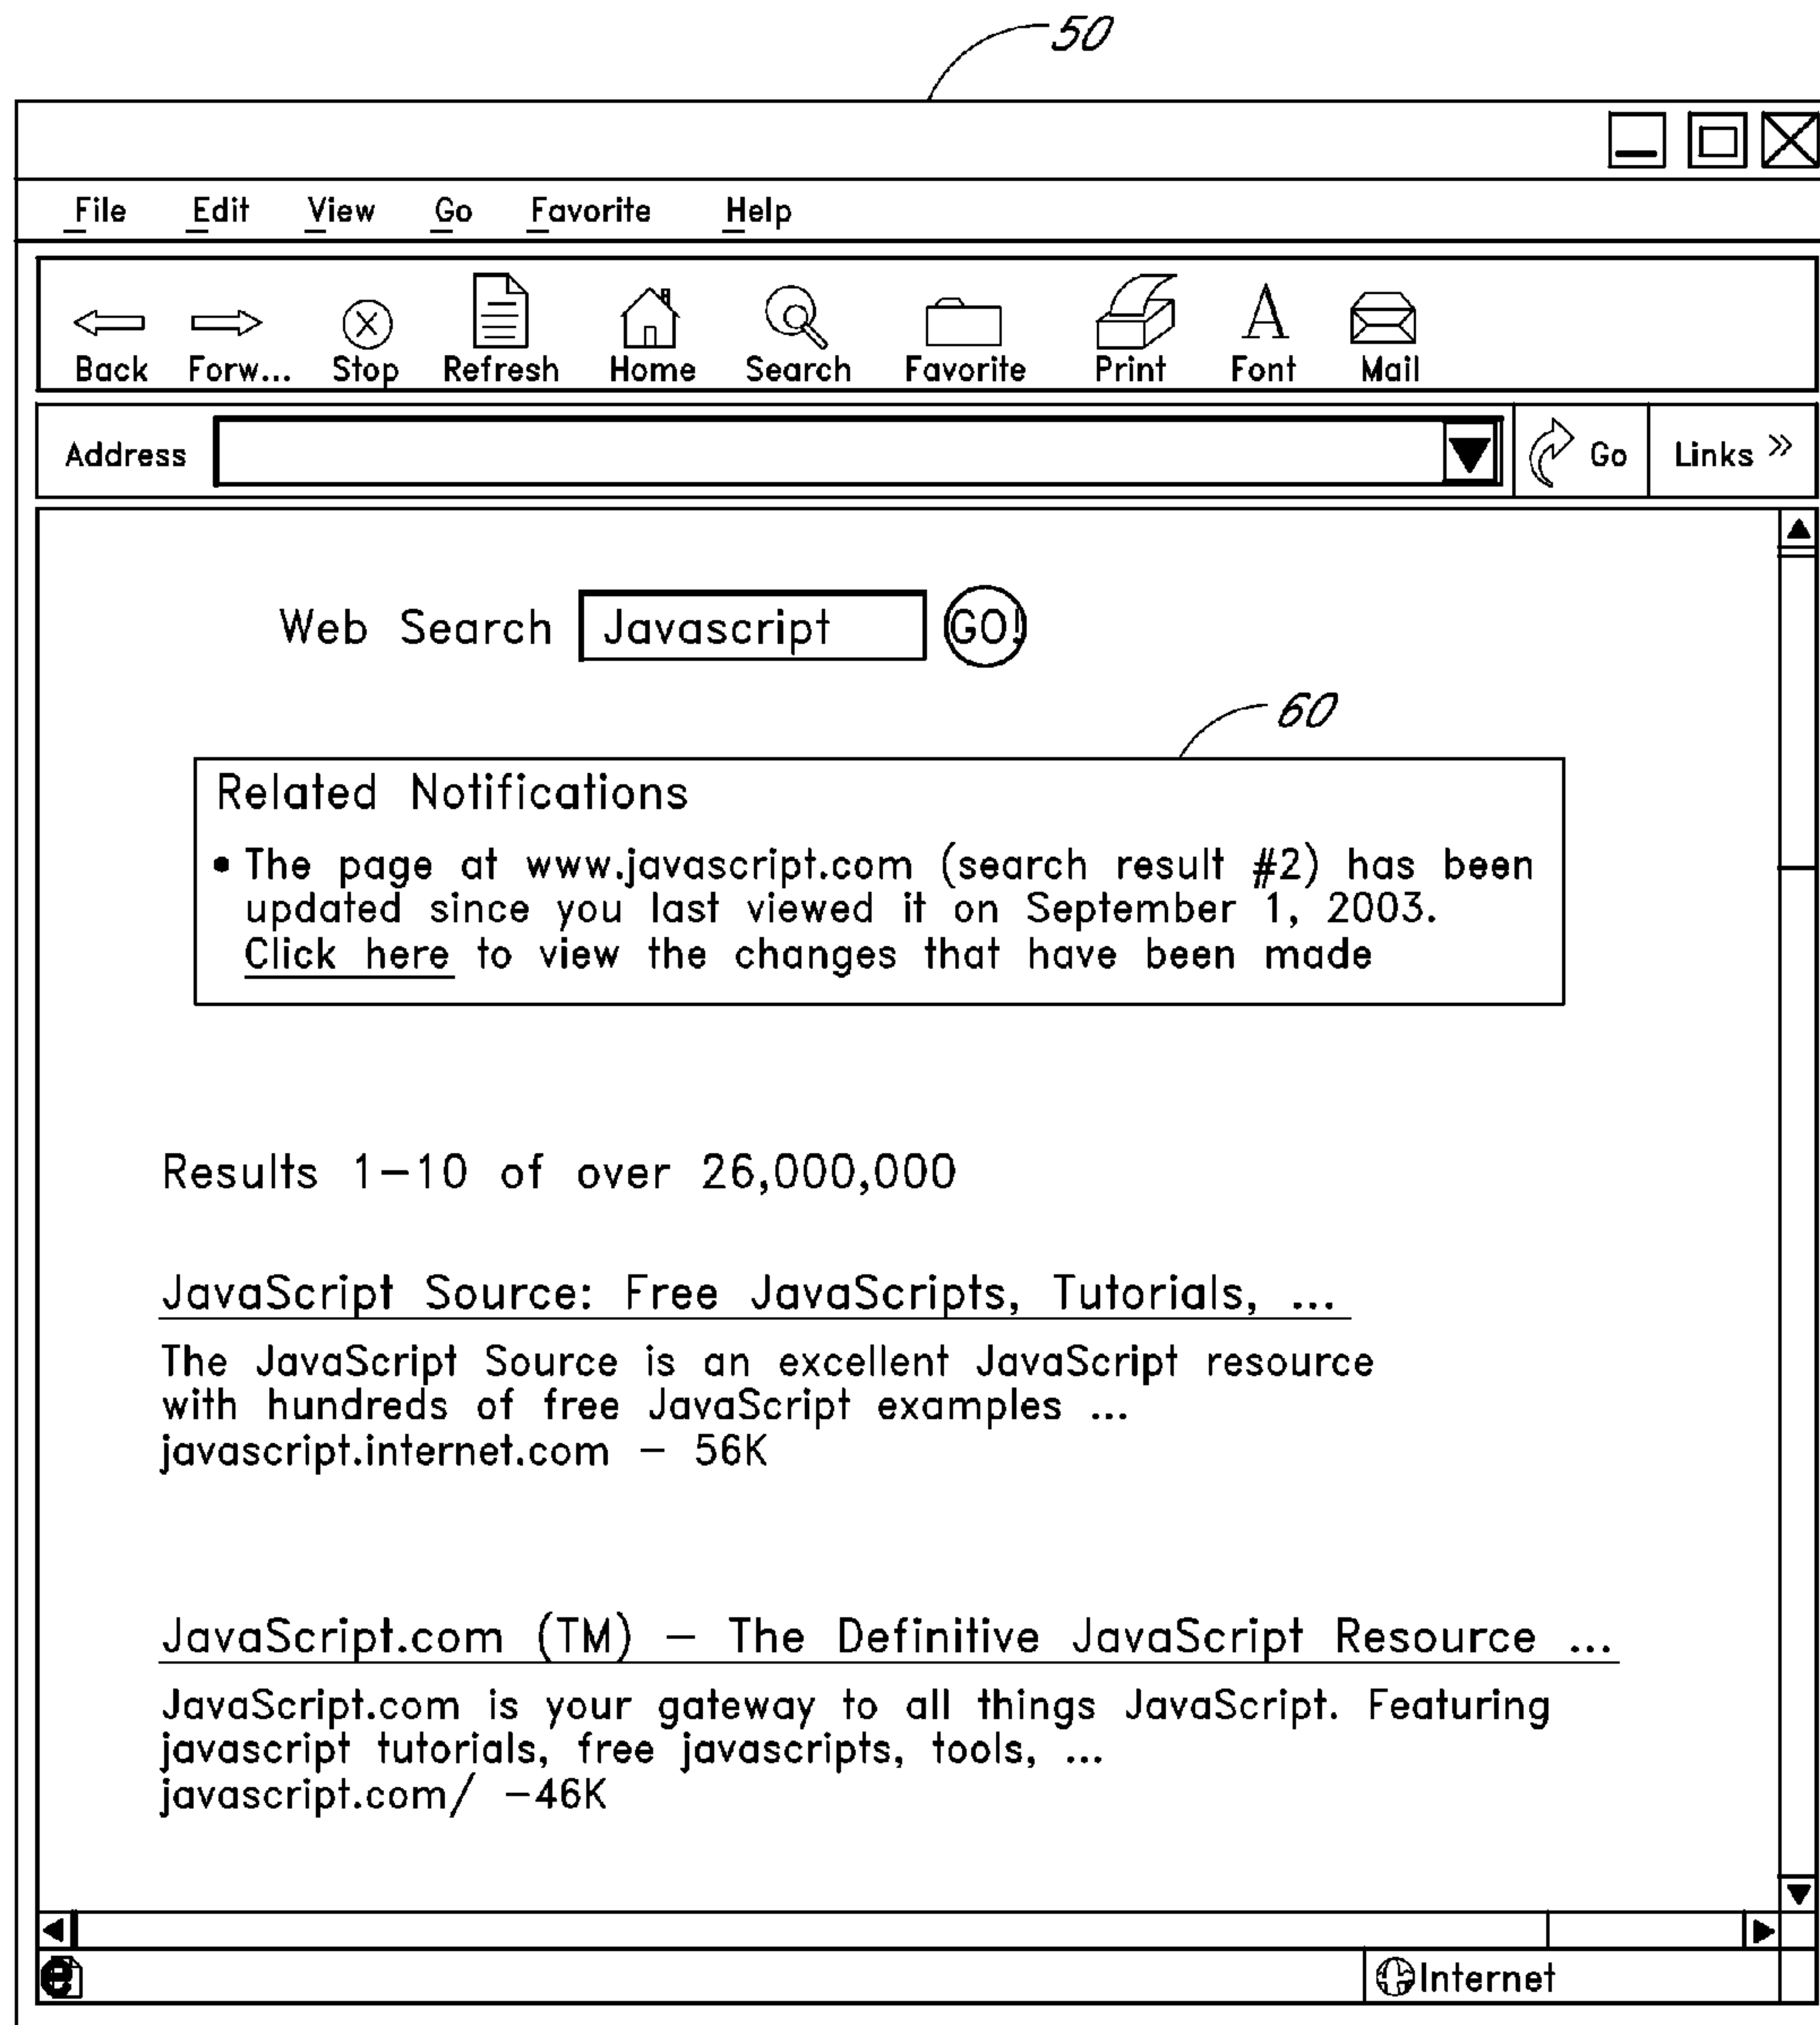 50
File Edit View Go Favorite Help
Back Forw... Stop Refresh Home Search Favorite Print A Font Mail
Address Go Links »
Web Search Javascript GO!
60
Related Notifications
• The page at www.javascript.com (search result #2) has been
updated since you last viewed it on September 1, 2003.
Click here to view the changes that have been made
Results 1–10 of over 26,000,000
JavaScript Source: Free JavaScripts, Tutorials, ...
The JavaScript Source is an excellent JavaScript resource
with hundreds of free JavaScript examples ...
javascript.internet.com – 56K
JavaScript.com (TM) – The Definitive JavaScript Resource ...
JavaScript.com is your gateway to all things JavaScript. Featuring
javascript tutorials, free javascripts, tools, ...
javascript.com/ –46K
e Internet